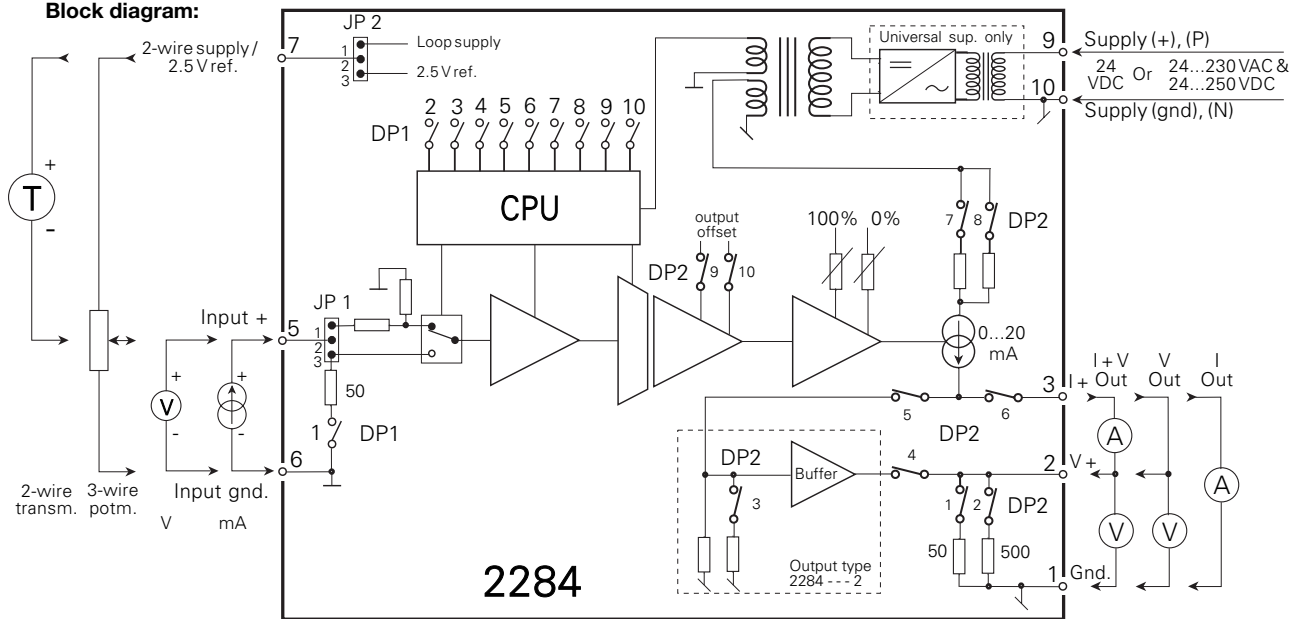 Block diagram:
JP 2
7
2-wire supply /
2.5 V ref.
1
2
3
Loop supply
2.5 V ref.
Universal sup. only
9
Supply (+), (P)
24
VDC
Or
24...230 VAC &
24...250 VDC
10
Supply (gnd), (N)
2 3 4 5 6 7 8 9 10
DP1
CPU
+
T
-
output
offset
DP2
9
10
100% 0%
7
8
DP2
0...20
mA
JP 1
Input +
5
1
2
3
50
1
DP1
+
V
-
+
-
6
Input gnd.
2-wire
transm.
3-wire
potm.
V
mA
5
6
DP2
3
I+
I + V
Out
V
Out
I
Out
A
4
DP2
3
Buffer
2
V+
1
2
DP2
50
500
A
V
V
Output type
2284 - - - 2
1
Gnd.
2284